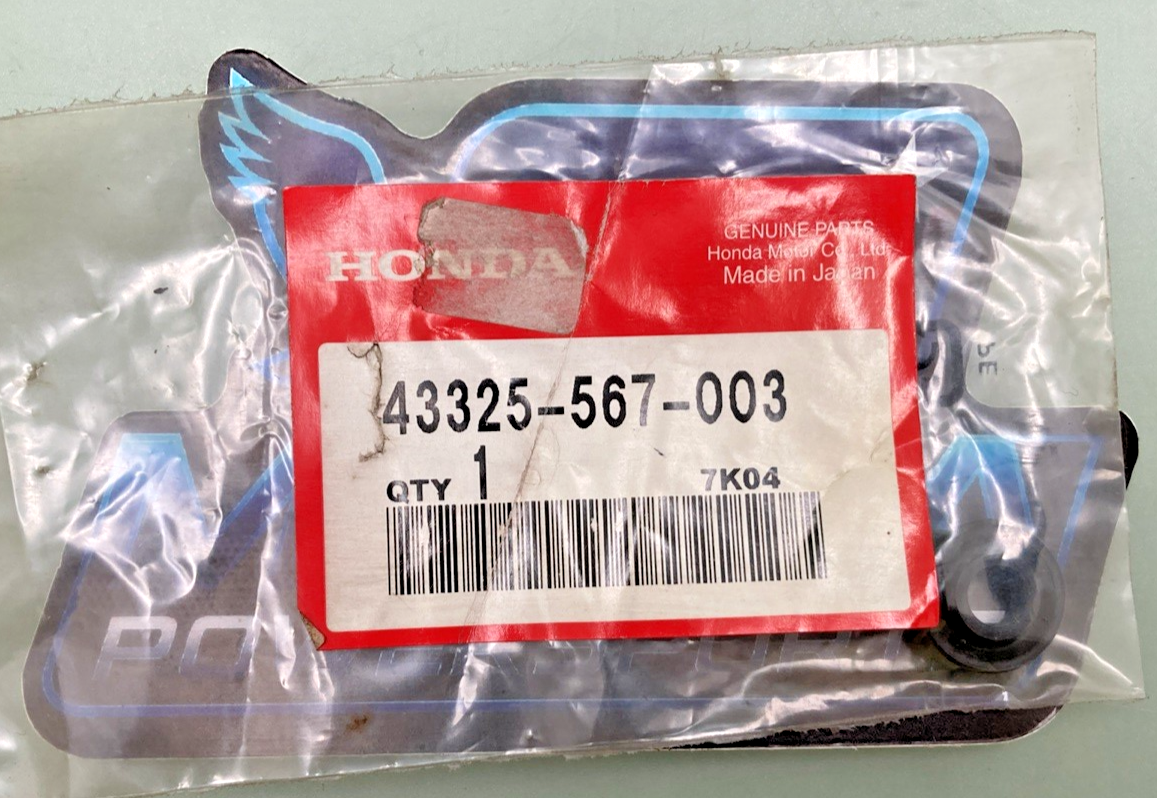 HONDA
GENUINE PARTS
Honda Motor Co., Ltd.
Made in Japan
43325-567-003
QTY 1
7K04